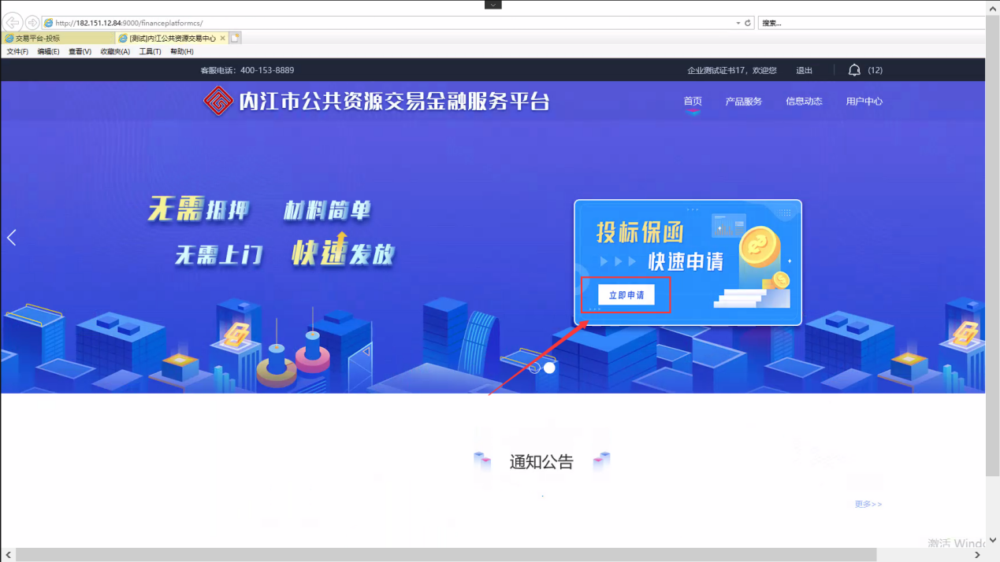 http://182.151.12.84:9000/financeplatformcs/
搜索...
交易平台-投标
[测试]内江公共资源交易中心
文件(F) 编辑(E) 查看(V) 收藏夹(A) 工具(T) 帮助(H)
客服电话：400-153-8889
企业测试证书17，欢迎您 退出 (12)
内江市公共资源交易金融服务平台
首页 产品服务 信息动态 用户中心
无需抵押 材料简单
无需上门 快速发放
投标保函
快速申请
立即申请
通知公告
更多>>
激活 Windo